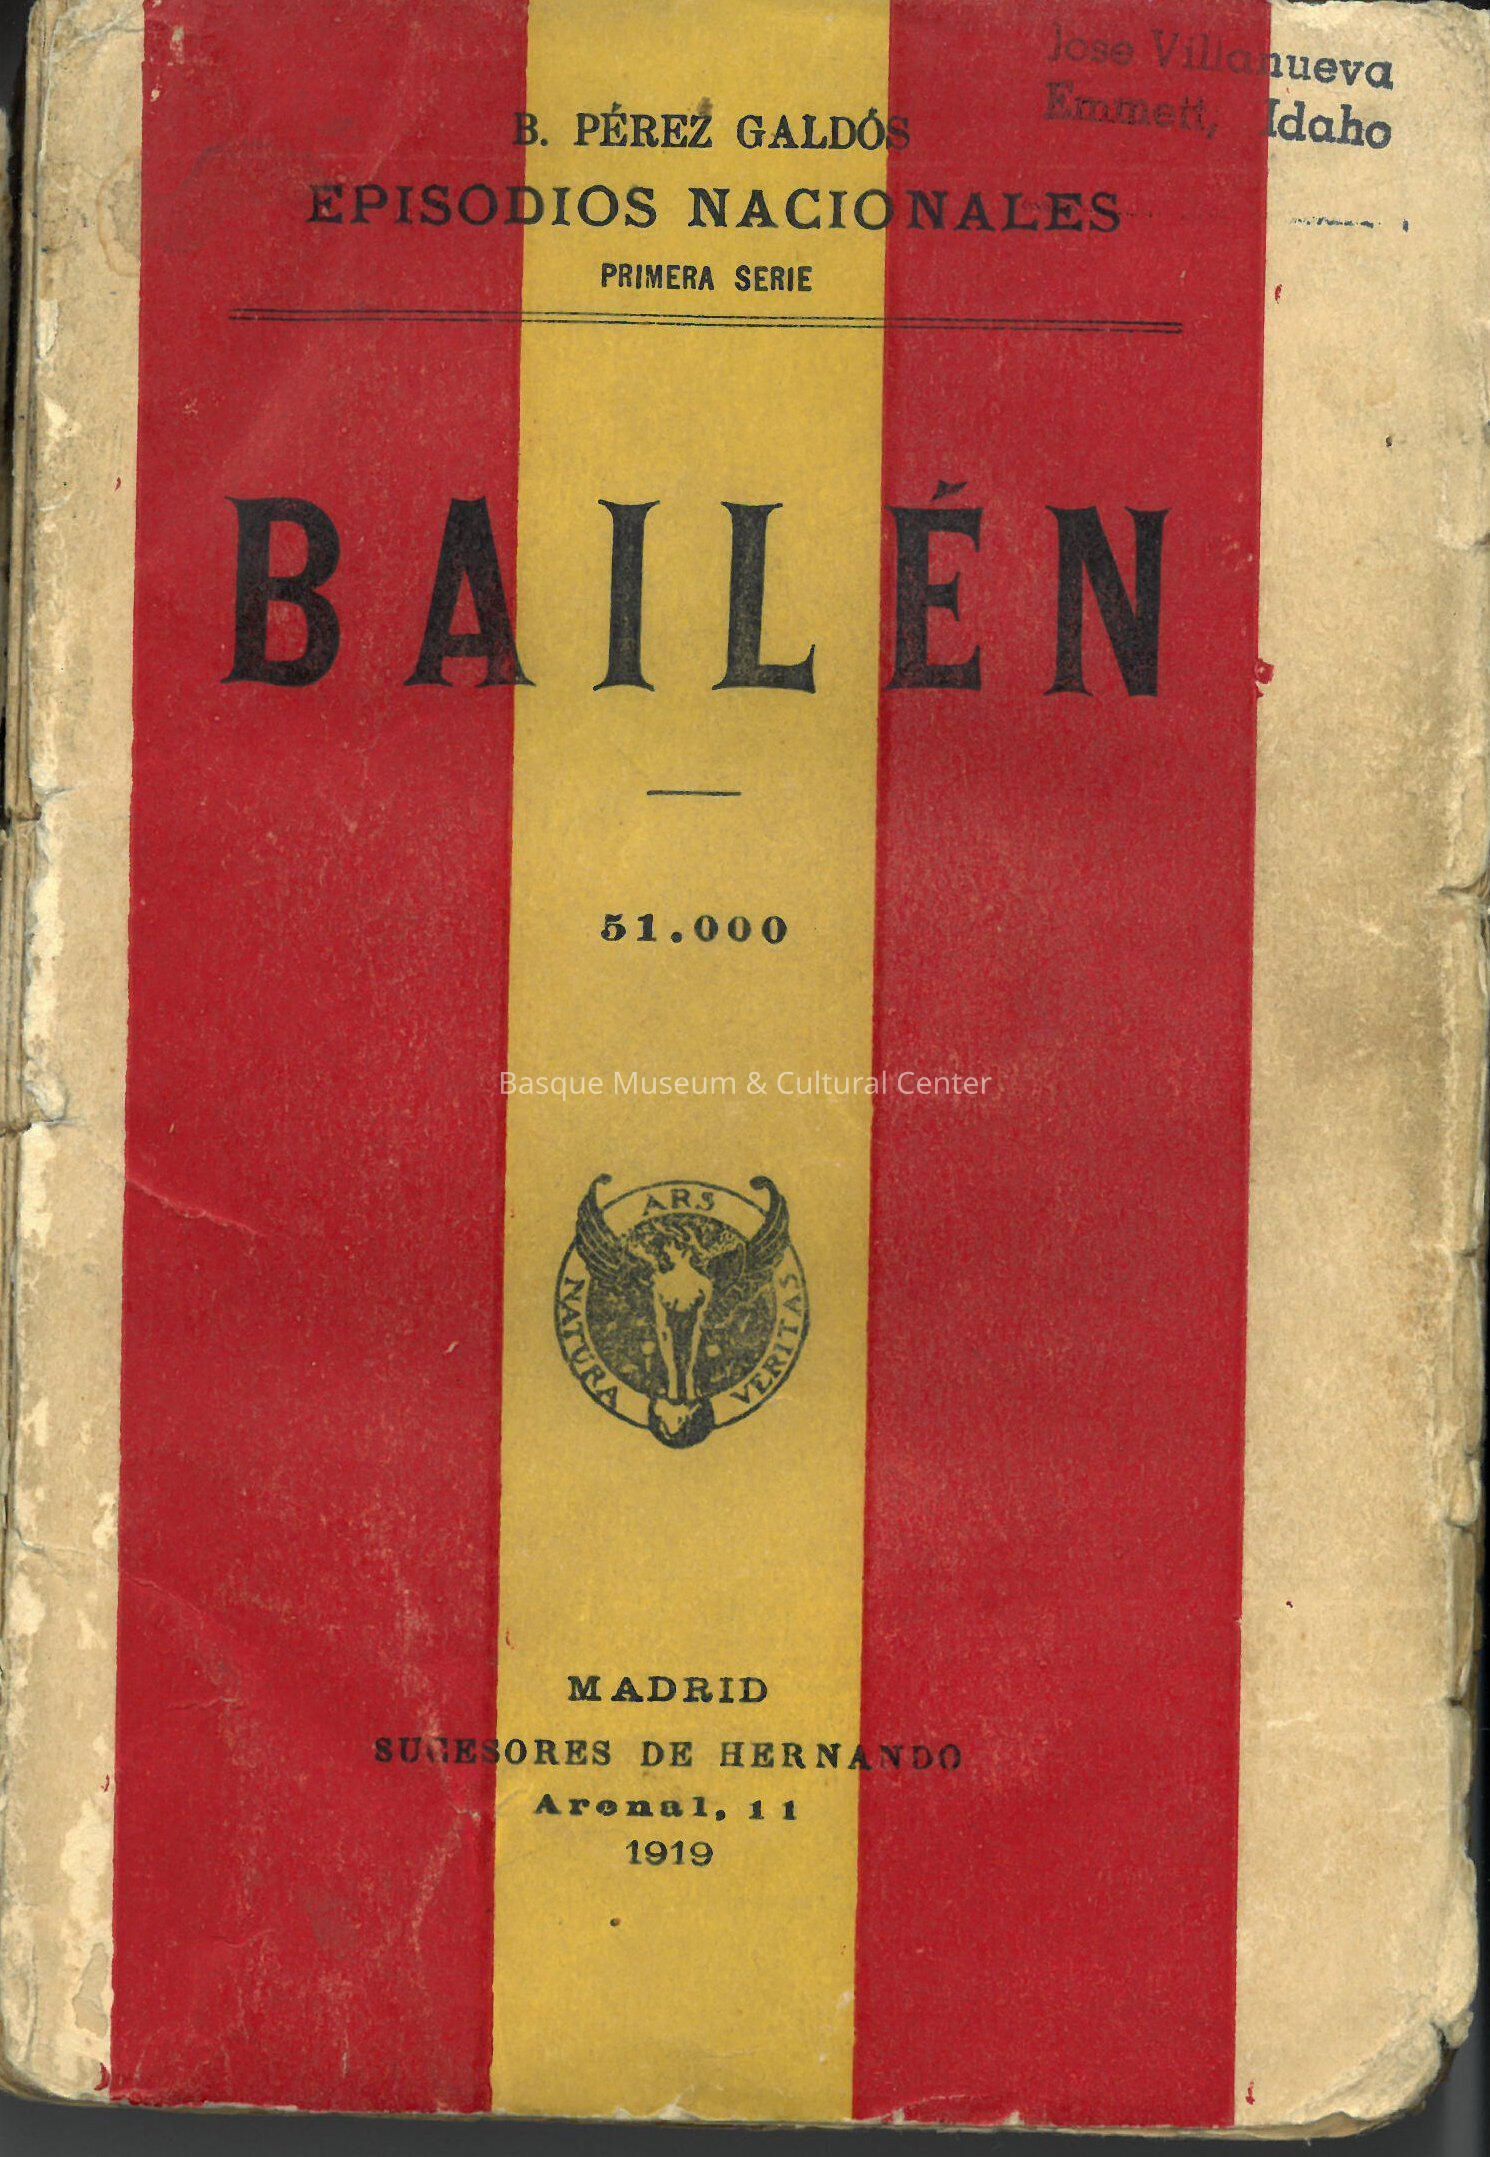 Jose Villanueva
Emmett, Idaho
B. PÉREZ GALDÓS
EPISODIOS NACIONALES
PRIMERA SERIE
BAILÉN
51.000
Basque Museum & Cultural Center
ARS
NATURA
VERITAS
MADRID
SUCESORES DE HERNANDO
Arenal, 11
1919